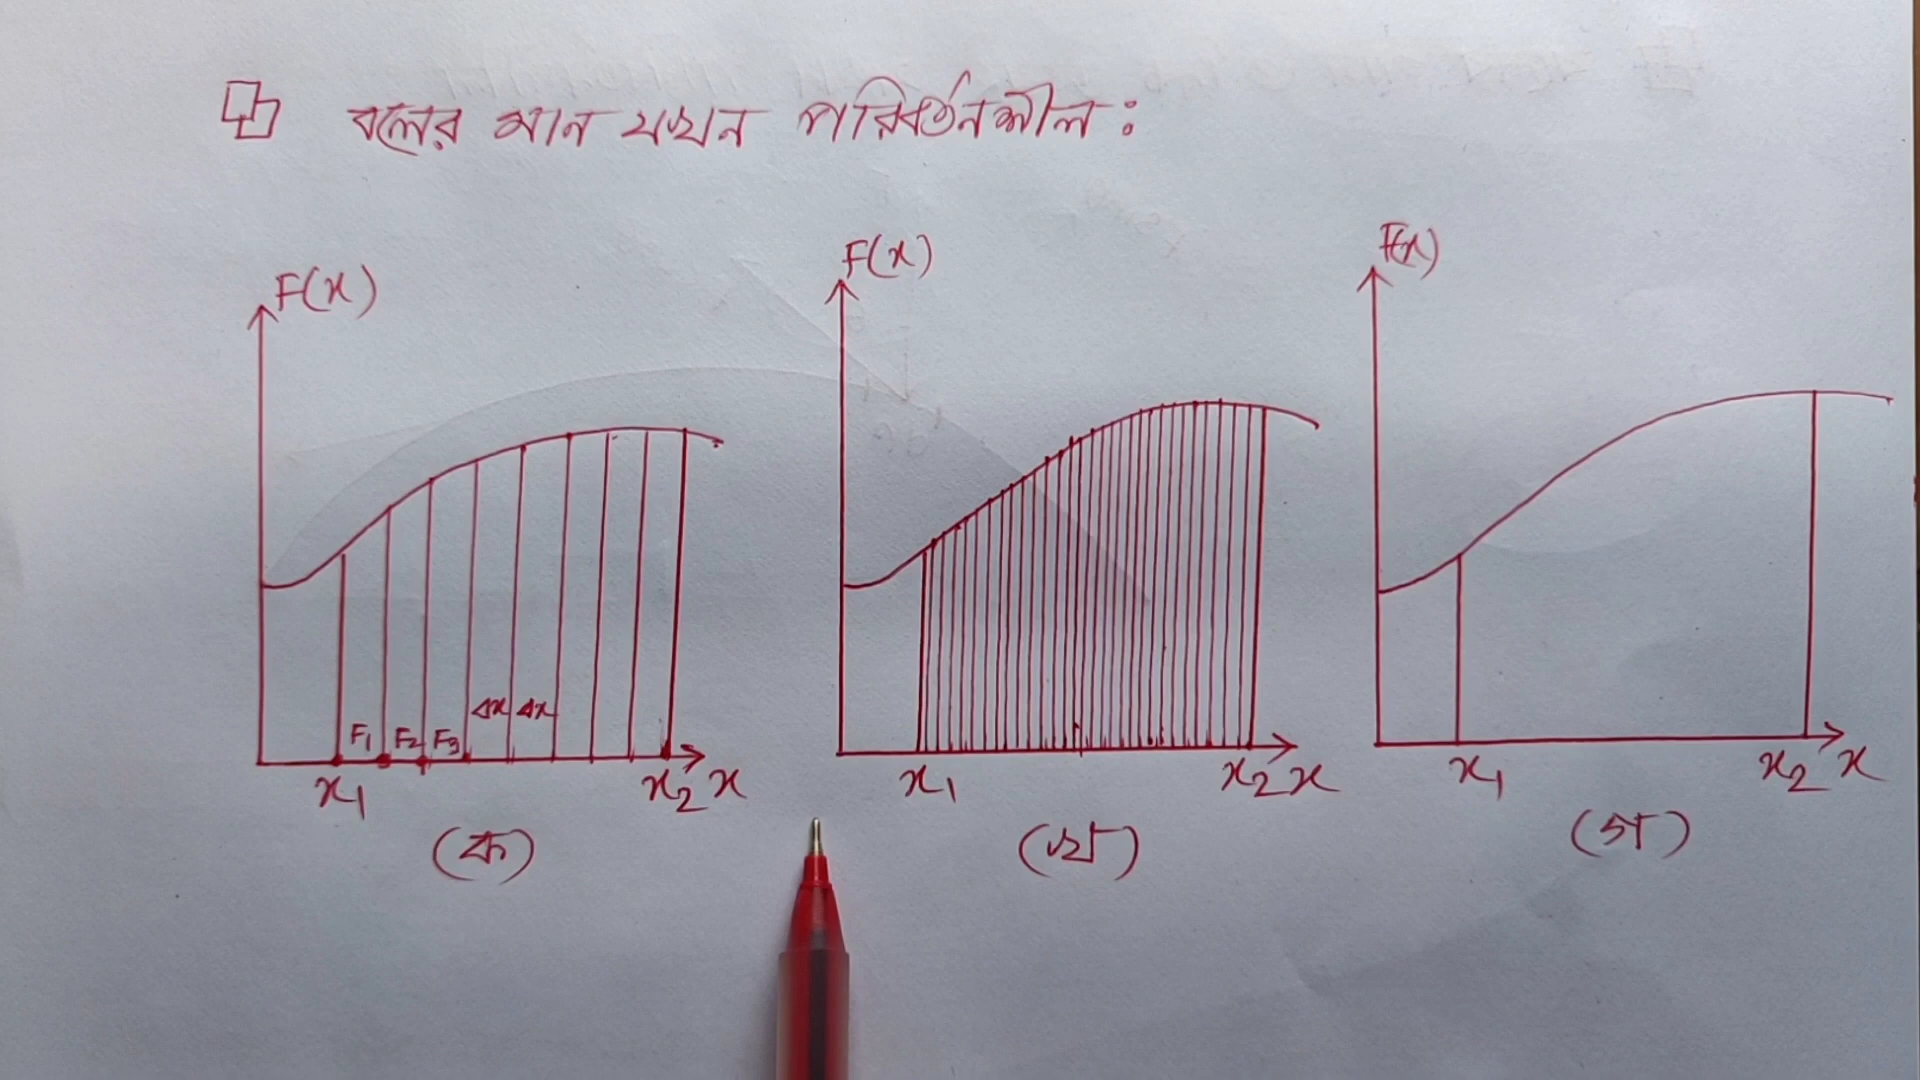 বলের মান যখন পরিবর্তনশীল:
F(x)
F(x)
F(x)
F₁ F₂ F₃ Δx Δx
x₁ x₂ x
x₁ x₂ x
x₁ x₂ x
(ক)
(খ)
(গ)